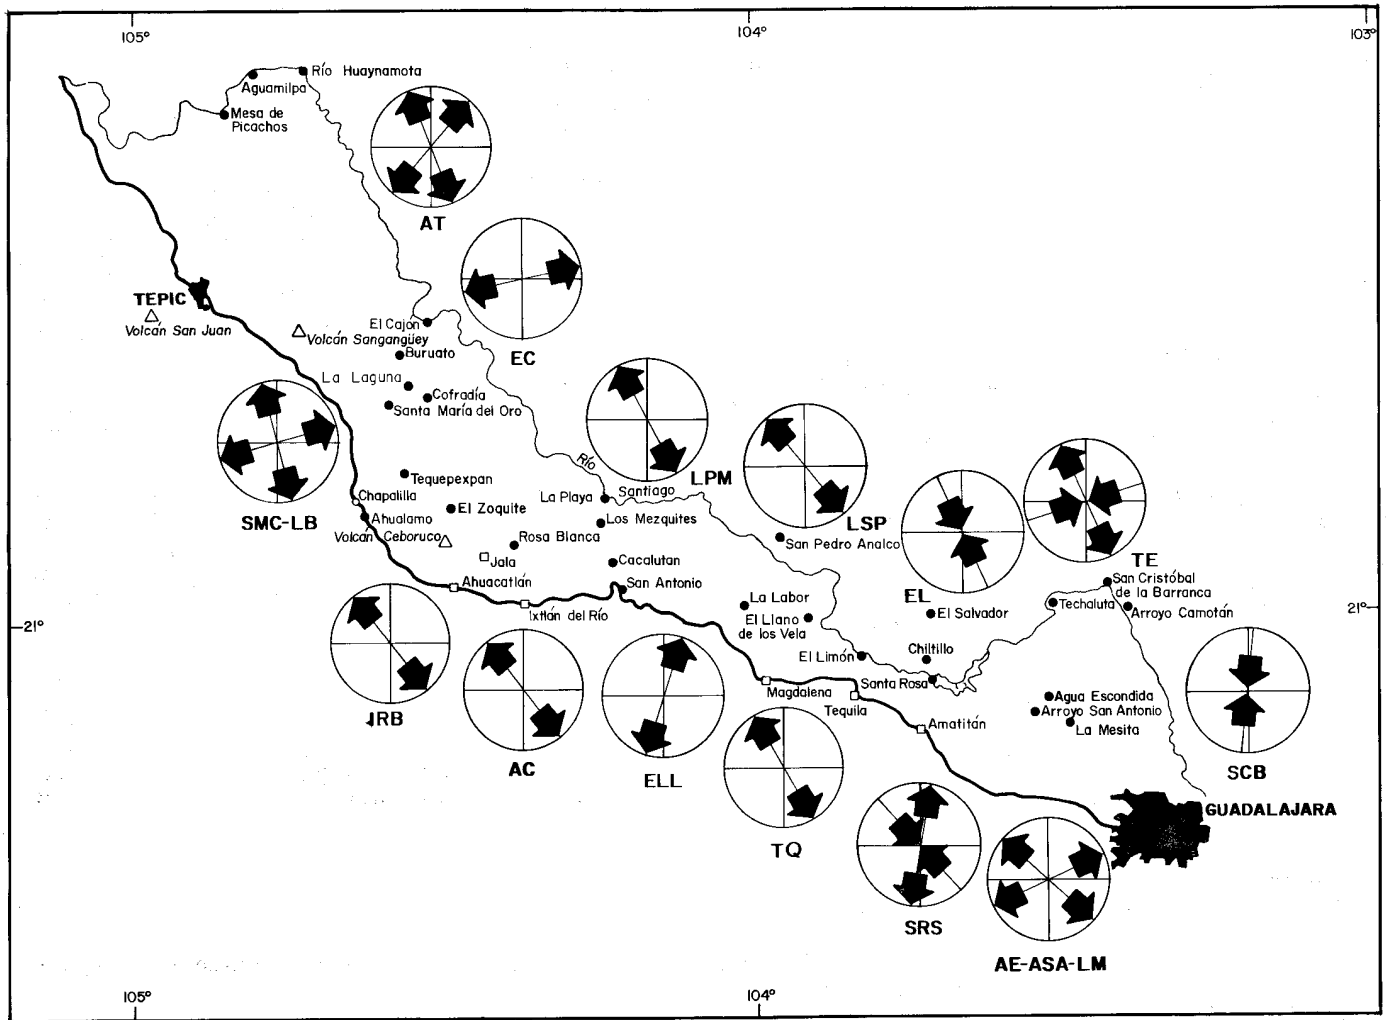 105°
104°
103°
Río Huaynamota
Aguamilpa
Mesa de
Picachos
AT
TEPIC
Volcán San Juan
Volcán Sangangüey
El Cajón
EC
Buruato
La Laguna
Cofradía
Santa María del Oro
Río
Santiago
LPM
LSP
SMC-LB
Tequepexpan
Chapalilla
El Zoquite
La Playa
Ahualamo
Los Mezquites
Volcán Ceboruco
Rosa Blanca
San Pedro Analco
Jala
Cacalutan
TE
Ahuacatlán
San Antonio
EL
San Cristóbal
de la Barranca
Ixtlán del Río
La Labor
El Llano
de los Vela
El Salvador
Techaluta
Arroyo Camotán
21°
21°
El Limón
Chiltillo
Magdalena
Santa Rosa
Tequila
Agua Escondida
Arroyo San Antonio
La Mesita
Amatitán
JRB
AC
ELL
TQ
SCB
GUADALAJARA
SRS
AE-ASA-LM
105°
104°